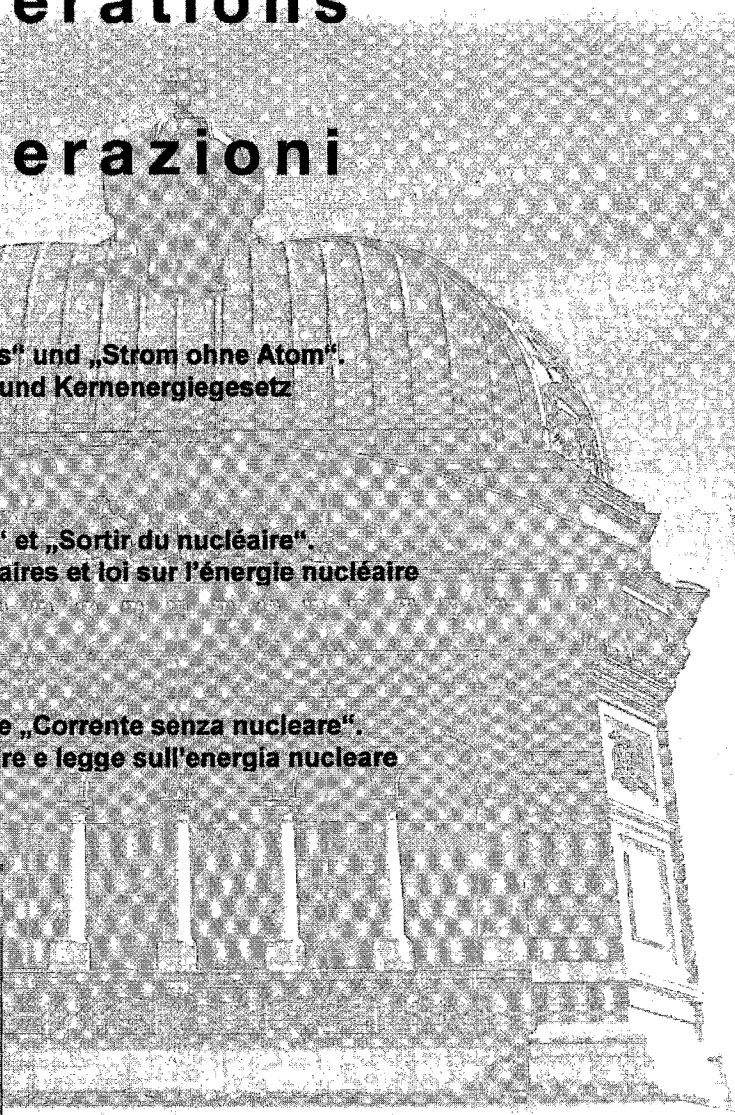 erations
erazioni
s“ und „Strom ohne Atom“.
und Kernenergiegesetz
“ et „Sortir du nucléaire“.
aires et loi sur l'énergie nucléaire
e „Corrente senza nucleare“.
re e legge sull'energia nucleare